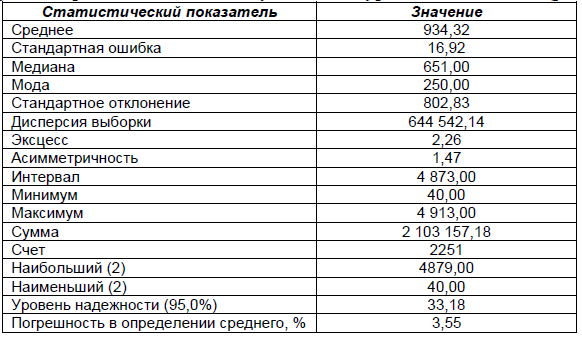 Статистический показатель Значение
Среднее 934,32
Стандартная ошибка 16,92
Медиана 651,00
Мода 250,00
Стандартное отклонение 802,83
Дисперсия выборки 644 542,14
Эксцесс 2,26
Асимметричность 1,47
Интервал 4 873,00
Минимум 40,00
Максимум 4 913,00
Сумма 2 103 157,18
Счет 2251
Наибольший (2) 4879,00
Наименьший (2) 40,00
Уровень надежности (95,0%) 33,18
Погрешность в определении среднего, % 3,55